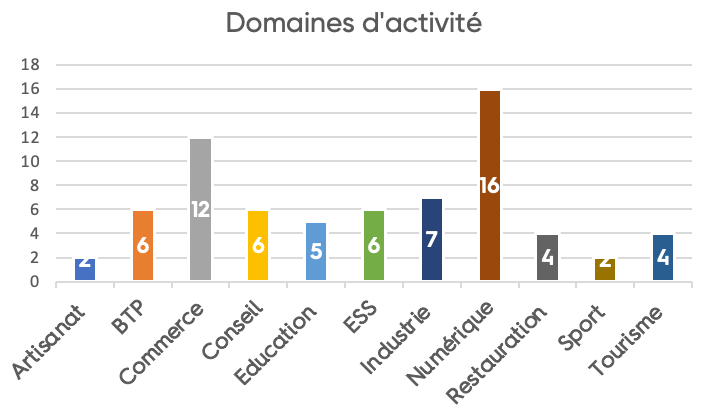 Domaines d'activité
18
16
14
12
10
8
6
4
2
0
2
6
12
6
5
6
7
16
4
2
4
Artisanat
BTP
Commerce
Conseil
Education
ESS
Industrie
Numérique
Restauration
Sport
Tourisme